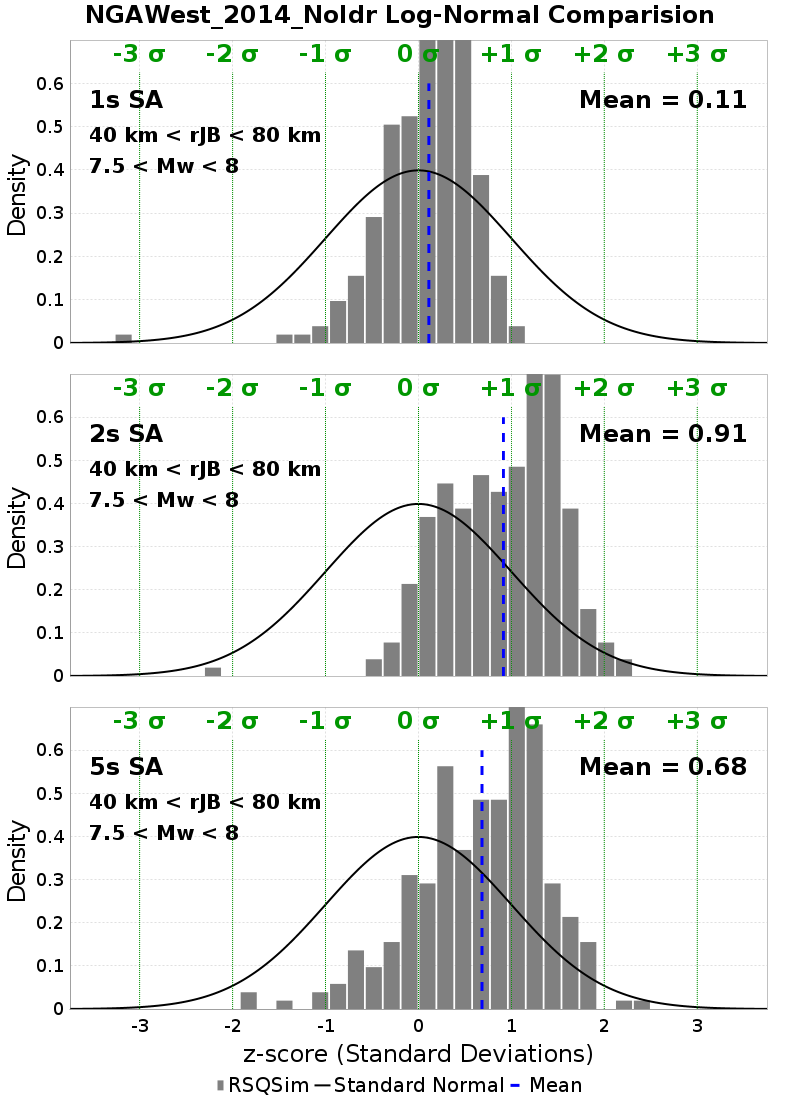 NGAWest_2014_NoIdr Log-Normal Comparision
-3 σ -2 σ -1 σ 0 σ +1 σ +2 σ +3 σ
1s SA Mean = 0.11
40 km < rJB < 80 km
7.5 < Mw < 8
Density
0.6
0.5
0.4
0.3
0.2
0.1
0
-3 σ -2 σ -1 σ 0 σ +1 σ +2 σ +3 σ
2s SA Mean = 0.91
40 km < rJB < 80 km
7.5 < Mw < 8
Density
0.6
0.5
0.4
0.3
0.2
0.1
0
-3 σ -2 σ -1 σ 0 σ +1 σ +2 σ +3 σ
5s SA Mean = 0.68
40 km < rJB < 80 km
7.5 < Mw < 8
Density
0.6
0.5
0.4
0.3
0.2
0.1
0
-3 -2 -1 0 1 2 3
z-score (Standard Deviations)
RSQSim Standard Normal Mean